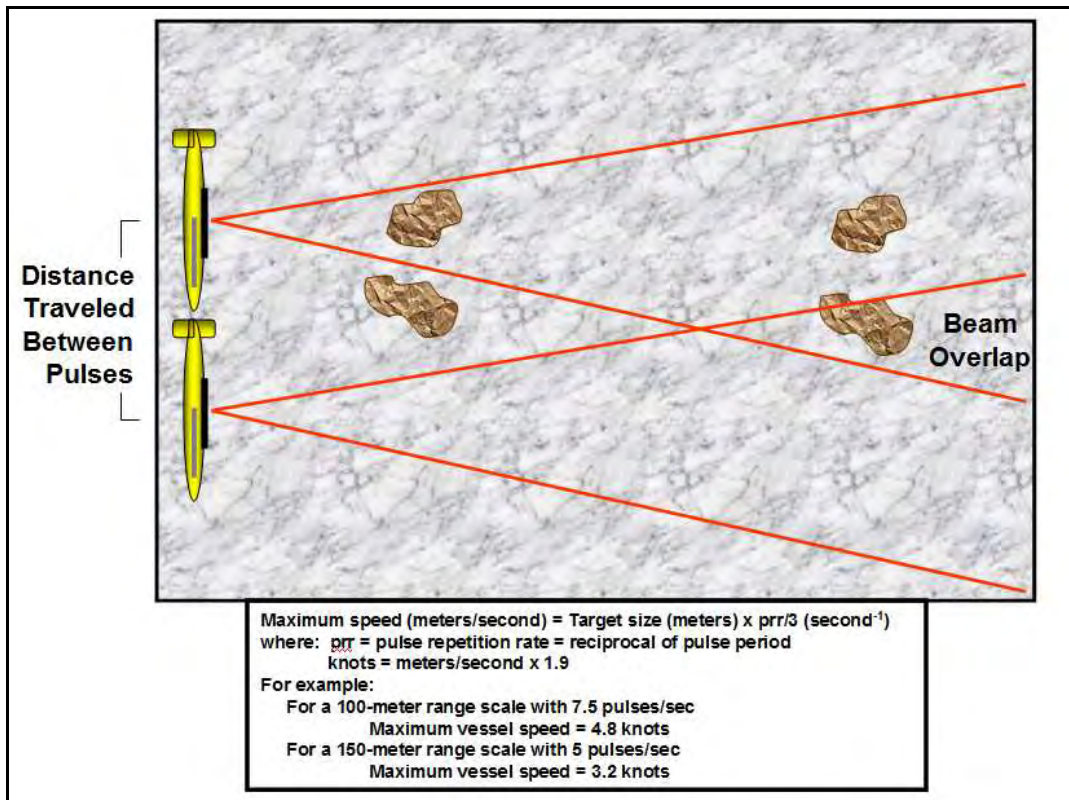 Distance
Traveled
Between
Pulses
Beam
Overlap
Maximum speed (meters/second) = Target size (meters) x prr/3 (second⁻¹)
where: prr = pulse repetition rate = reciprocal of pulse period
knots = meters/second x 1.9
For example:
For a 100-meter range scale with 7.5 pulses/sec
Maximum vessel speed = 4.8 knots
For a 150-meter range scale with 5 pulses/sec
Maximum vessel speed = 3.2 knots